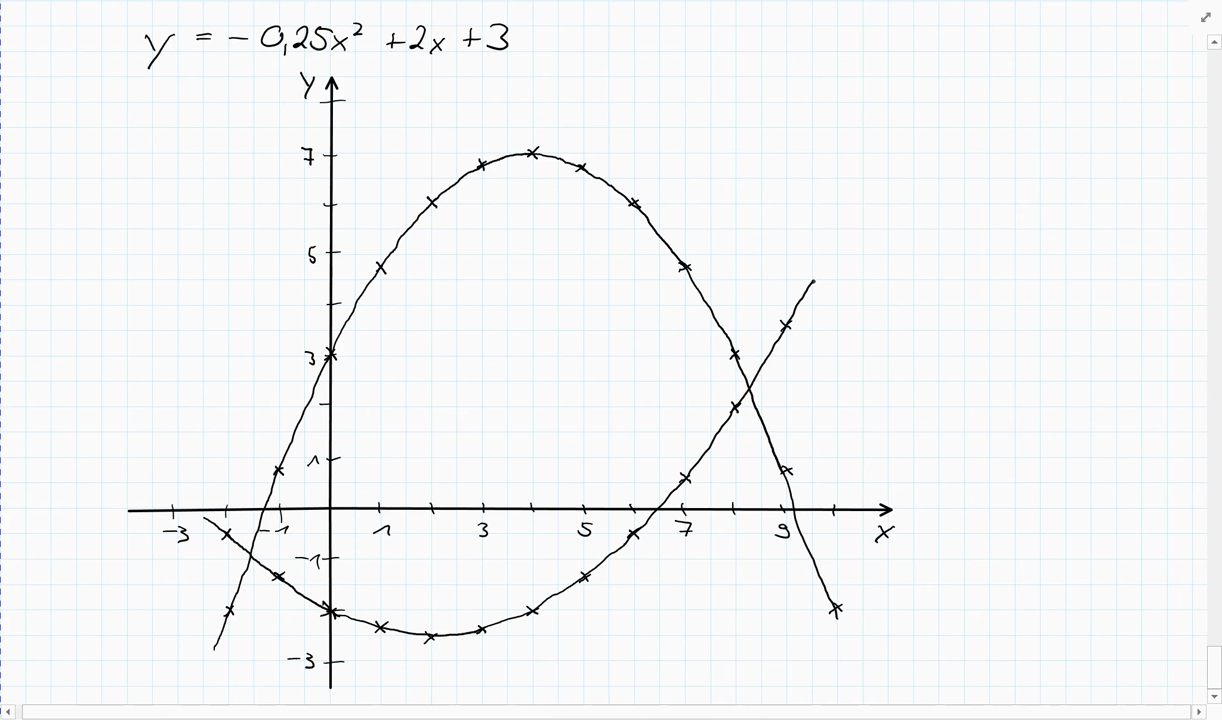 y = - 0,25x² + 2x + 3
y
7
5
3
1
-3 -1 1 3 5 7 9 x
-1
-3